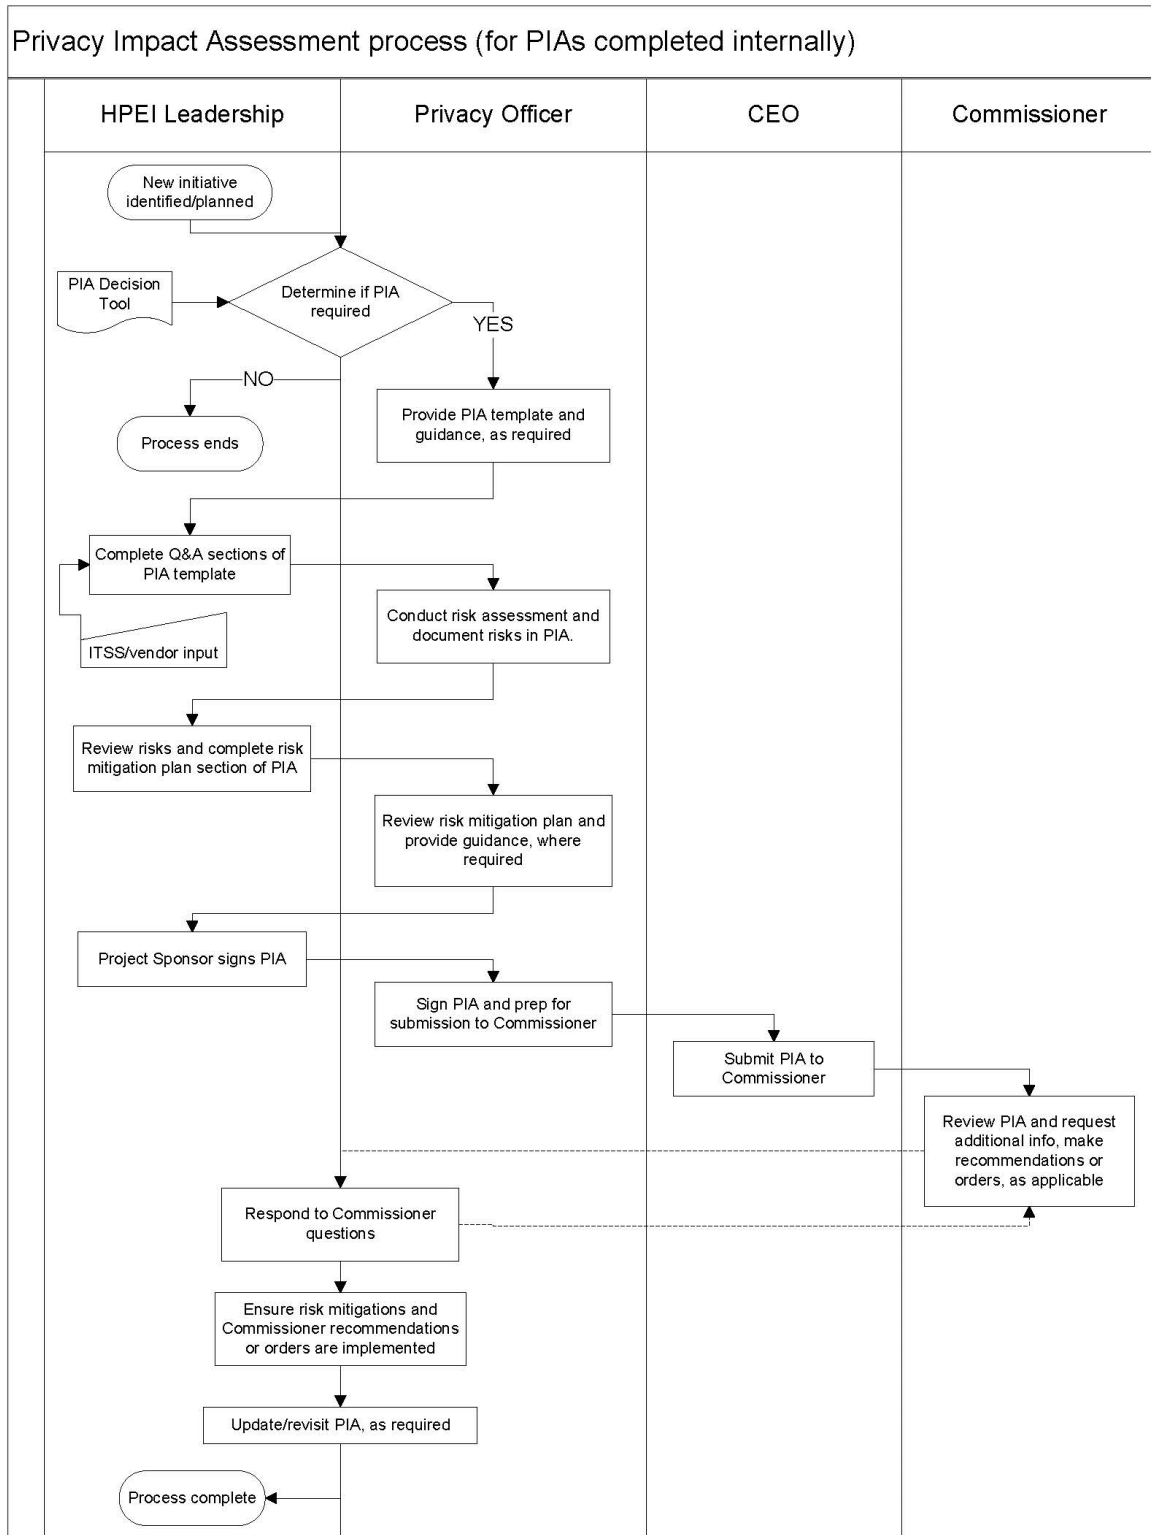 Privacy Impact Assessment process (for PIAs completed internally)
HPEI Leadership
Privacy Officer
CEO
Commissioner
New initiative
identified/planned
PIA Decision
Tool
Determine if PIA
required
YES
NO
Process ends
Provide PIA template and
guidance, as required
Complete Q&A sections of
PIA template
ITSS/vendor input
Conduct risk assessment and
document risks in PIA.
Review risks and complete risk
mitigation plan section of PIA
Review risk mitigation plan and
provide guidance, where
required
Project Sponsor signs PIA
Sign PIA and prep for
submission to Commissioner
Submit PIA to
Commissioner
Review PIA and request
additional info, make
recommendations or
orders, as applicable
Respond to Commissioner
questions
Ensure risk mitigations and
Commissioner recommendations
or orders are implemented
Update/revisit PIA, as required
Process complete